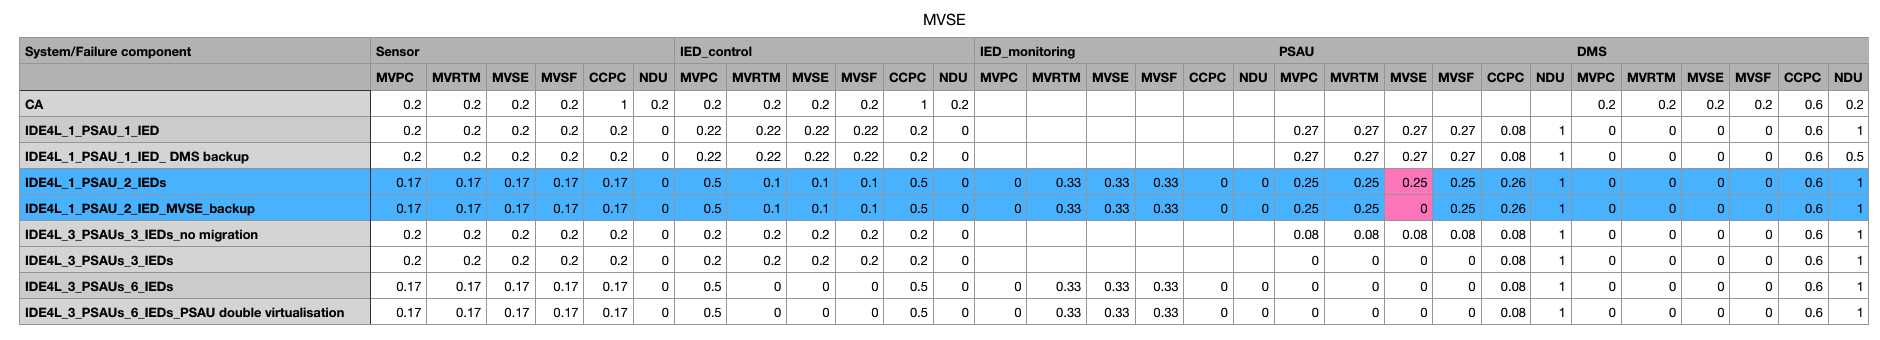 MVSE
System/Failure component Sensor IED_control IED_monitoring PSAU DMS
MVPC MVRTM MVSE MVSF CCPC NDU MVPC MVRTM MVSE MVSF CCPC NDU MVPC MVRTM MVSE MVSF CCPC NDU MVPC MVRTM MVSE MVSF CCPC NDU MVPC MVRTM MVSE MVSF CCPC NDU
CA 0.2 0.2 0.2 0.2 1 0.2 0.2 0.2 0.2 0.2 1 0.2 0.2 0.2 0.2 0.2 0.6 0.2
IDE4L_1_PSAU_1_IED 0.2 0.2 0.2 0.2 0.2 0 0.22 0.22 0.22 0.22 0.2 0 0.27 0.27 0.27 0.27 0.08 1 0 0 0 0 0.6 1
IDE4L_1_PSAU_1_IED_ DMS backup 0.2 0.2 0.2 0.2 0.2 0 0.22 0.22 0.22 0.22 0.2 0 0.27 0.27 0.27 0.27 0.08 1 0 0 0 0 0.6 0.5
IDE4L_1_PSAU_2_IEDs 0.17 0.17 0.17 0.17 0.17 0 0.5 0.1 0.1 0.1 0.5 0 0 0.33 0.33 0.33 0 0 0.25 0.25 0.25 0.25 0.26 1 0 0 0 0 0.6 1
IDE4L_1_PSAU_2_IED_MVSE_backup 0.17 0.17 0.17 0.17 0.17 0 0.5 0.1 0.1 0.1 0.5 0 0 0.33 0.33 0.33 0 0 0.25 0.25 0 0.25 0.26 1 0 0 0 0 0.6 1
IDE4L_3_PSAUs_3_IEDs_no migration 0.2 0.2 0.2 0.2 0.2 0 0.2 0.2 0.2 0.2 0.2 0 0.08 0.08 0.08 0.08 0.08 1 0 0 0 0 0.6 1
IDE4L_3_PSAUs_3_IEDs 0.2 0.2 0.2 0.2 0.2 0 0.2 0.2 0.2 0.2 0.2 0 0 0 0 0 0.08 1 0 0 0 0 0.6 1
IDE4L_3_PSAUs_6_IEDs 0.17 0.17 0.17 0.17 0.17 0 0.5 0 0 0 0.5 0 0 0.33 0.33 0.33 0 0 0 0 0 0 0.08 1 0 0 0 0 0.6 1
IDE4L_3_PSAUs_6_IEDs_PSAU double virtualisation 0.17 0.17 0.17 0.17 0.17 0 0.5 0 0 0 0.5 0 0 0.33 0.33 0.33 0 0 0 0 0 0 0.08 1 0 0 0 0 0.6 1